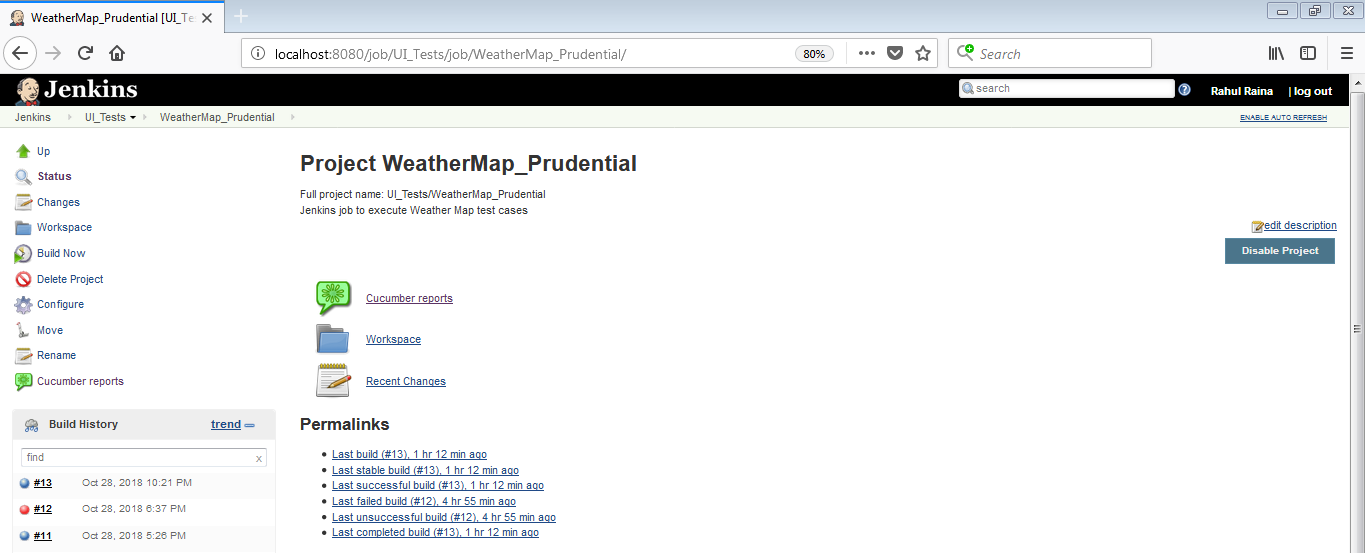 WeatherMap_Prudential [UI_Tes
localhost:8080/job/UI_Tests/job/WeatherMap_Prudential/
80%
Search
Jenkins
search
Rahul Raina
| log out
Jenkins
UI_Tests
WeatherMap_Prudential
ENABLE AUTO REFRESH
Up
Status
Changes
Workspace
Build Now
Delete Project
Configure
Move
Rename
Cucumber reports
Build History
trend
find
x
#13 Oct 28, 2018 10:21 PM
#12 Oct 28, 2018 6:37 PM
#11 Oct 28, 2018 5:26 PM
Project WeatherMap_Prudential
Full project name: UI_Tests/WeatherMap_Prudential
Jenkins job to execute Weather Map test cases
edit description
Disable Project
Cucumber reports
Workspace
Recent Changes
Permalinks
Last build (#13), 1 hr 12 min ago
Last stable build (#13), 1 hr 12 min ago
Last successful build (#13), 1 hr 12 min ago
Last failed build (#12), 4 hr 55 min ago
Last unsuccessful build (#12), 4 hr 55 min ago
Last completed build (#13), 1 hr 12 min ago